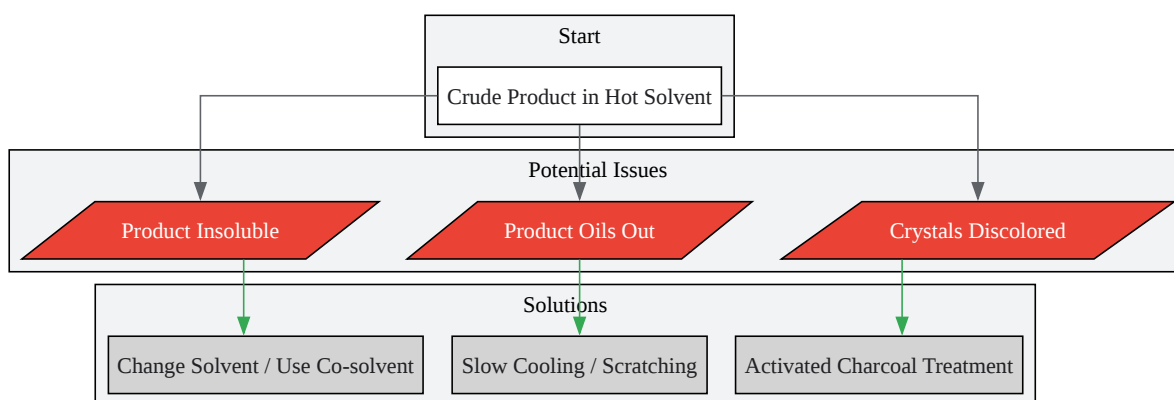 Start
Crude Product in Hot Solvent
Potential Issues
Product Insoluble
Product Oils Out
Crystals Discolored
Solutions
Change Solvent / Use Co-solvent
Slow Cooling / Scratching
Activated Charcoal Treatment